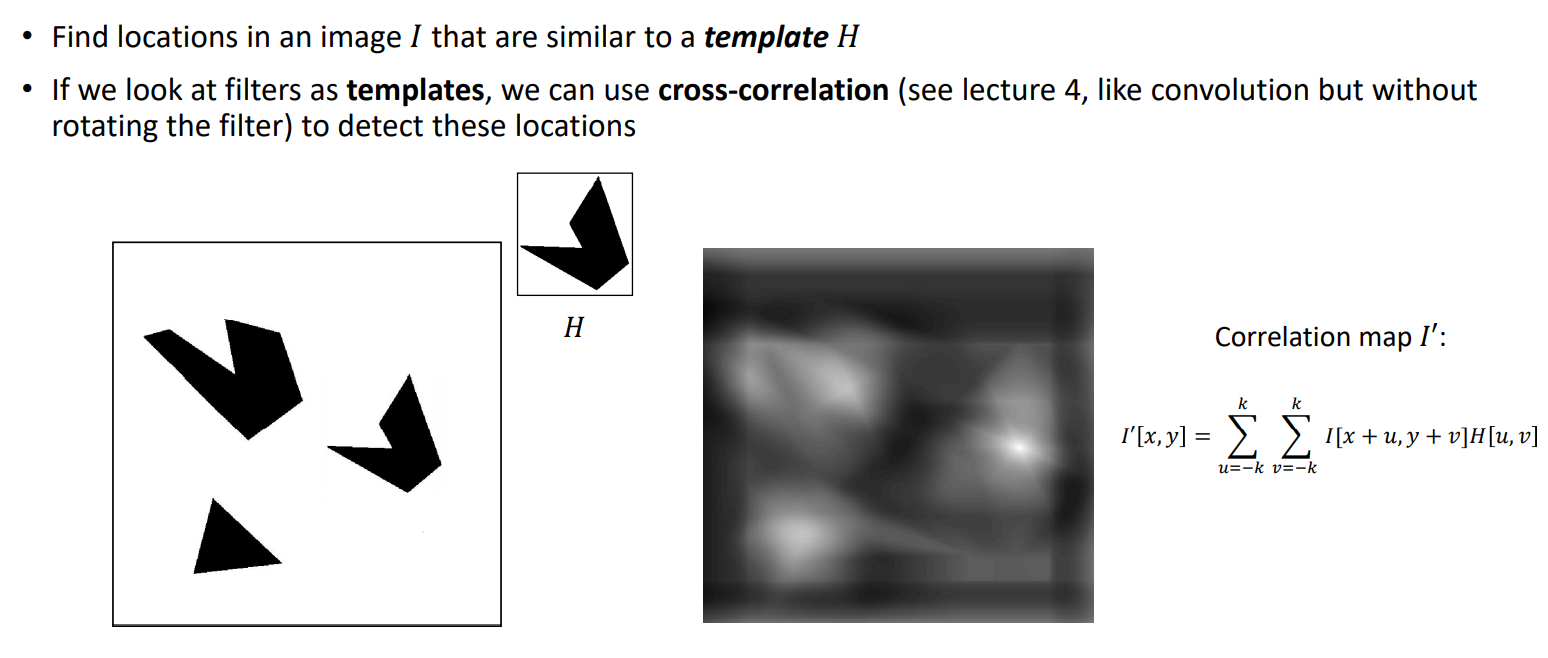 • Find locations in an image I that are similar to a template H
• If we look at filters as templates, we can use cross-correlation (see lecture 4, like convolution but without
rotating the filter) to detect these locations
H
Correlation map I′:
I′[x, y] = ∑_{u=−k}^{k} ∑_{v=−k}^{k} I[x + u, y + v]H[u, v]